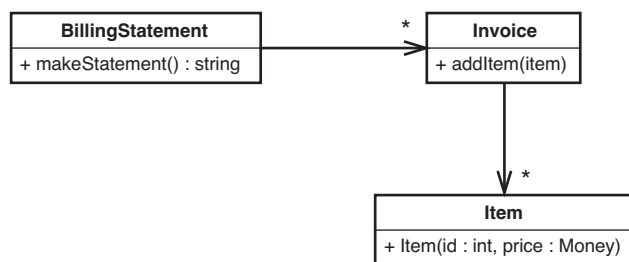 BillingStatement
+ makeStatement() : string
*
Invoice
+ addItem(item)
*
Item
+ Item(id : int, price : Money)